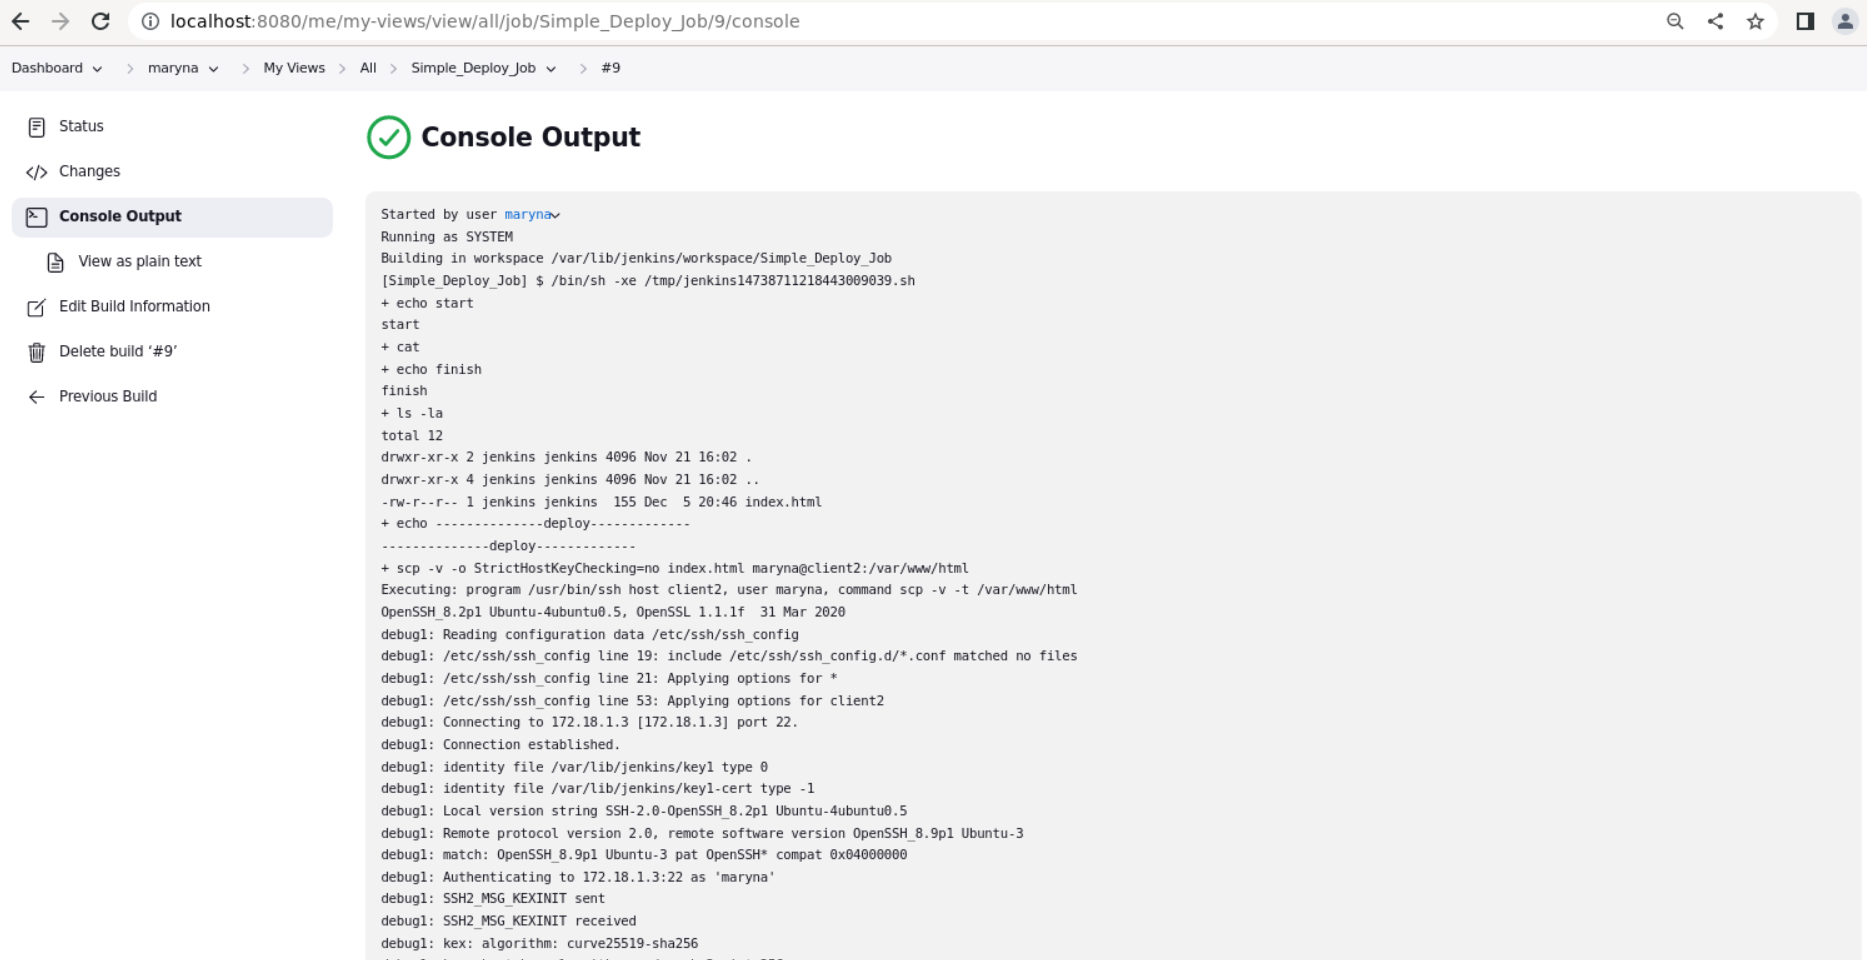 localhost:8080/me/my-views/view/all/job/Simple_Deploy_Job/9/console
Dashboard maryna My Views All Simple_Deploy_Job #9
Status
Changes
Console Output
View as plain text
Edit Build Information
Delete build ‘#9’
Previous Build
Console Output
Started by user maryna
Running as SYSTEM
Building in workspace /var/lib/jenkins/workspace/Simple_Deploy_Job
[Simple_Deploy_Job] $ /bin/sh -xe /tmp/jenkins14738711218443009039.sh
+ echo start
start
+ cat
+ echo finish
finish
+ ls -la
total 12
drwxr-xr-x 2 jenkins jenkins 4096 Nov 21 16:02 .
drwxr-xr-x 4 jenkins jenkins 4096 Nov 21 16:02 ..
-rw-r--r-- 1 jenkins jenkins  155 Dec  5 20:46 index.html
+ echo --------------deploy-------------
--------------deploy-------------
+ scp -v -o StrictHostKeyChecking=no index.html maryna@client2:/var/www/html
Executing: program /usr/bin/ssh host client2, user maryna, command scp -v -t /var/www/html
OpenSSH_8.2p1 Ubuntu-4ubuntu0.5, OpenSSL 1.1.1f  31 Mar 2020
debug1: Reading configuration data /etc/ssh/ssh_config
debug1: /etc/ssh/ssh_config line 19: include /etc/ssh/ssh_config.d/*.conf matched no files
debug1: /etc/ssh/ssh_config line 21: Applying options for *
debug1: /etc/ssh/ssh_config line 53: Applying options for client2
debug1: Connecting to 172.18.1.3 [172.18.1.3] port 22.
debug1: Connection established.
debug1: identity file /var/lib/jenkins/key1 type 0
debug1: identity file /var/lib/jenkins/key1-cert type -1
debug1: Local version string SSH-2.0-OpenSSH_8.2p1 Ubuntu-4ubuntu0.5
debug1: Remote protocol version 2.0, remote software version OpenSSH_8.9p1 Ubuntu-3
debug1: match: OpenSSH_8.9p1 Ubuntu-3 pat OpenSSH* compat 0x04000000
debug1: Authenticating to 172.18.1.3:22 as 'maryna'
debug1: SSH2_MSG_KEXINIT sent
debug1: SSH2_MSG_KEXINIT received
debug1: kex: algorithm: curve25519-sha256